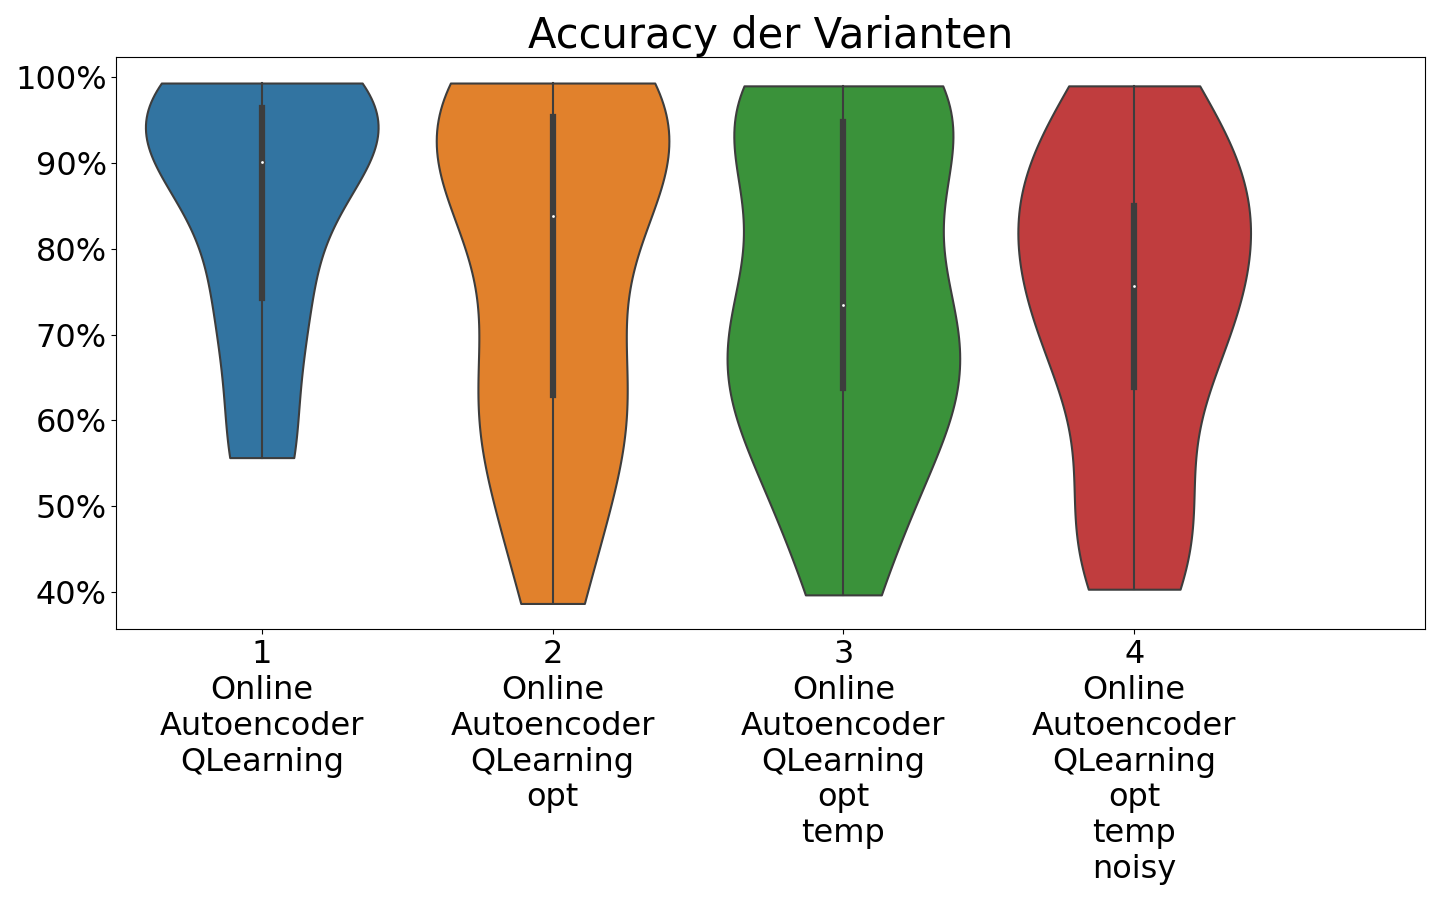 Accuracy der Varianten
100%
90%
80%
70%
60%
50%
40%
1
Online
Autoencoder
QLearning
2
Online
Autoencoder
QLearning
opt
3
Online
Autoencoder
QLearning
opt
temp
4
Online
Autoencoder
QLearning
opt
temp
noisy